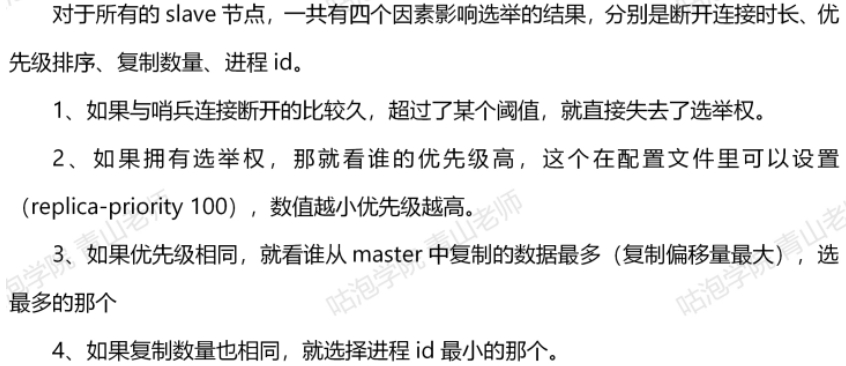 对于所有的 slave 节点，一共有四个因素影响选举的结果，分别是断开连接时长、优
先级排序、复制数量、进程 id。
1、如果与哨兵连接断开的比较久，超过了某个阈值，就直接失去了选举权。
2、如果拥有选举权，那就看谁的优先级高，这个在配置文件里可以设置
（replica-priority 100），数值越小优先级越高。
3、如果优先级相同，就看谁从 master 中复制的数据最多（复制偏移量最大），选
最多的那个
4、如果复制数量也相同，就选择进程 id 最小的那个。
泡学院 青山老师
咕泡学院 青山老师
咕泡学院 青山老